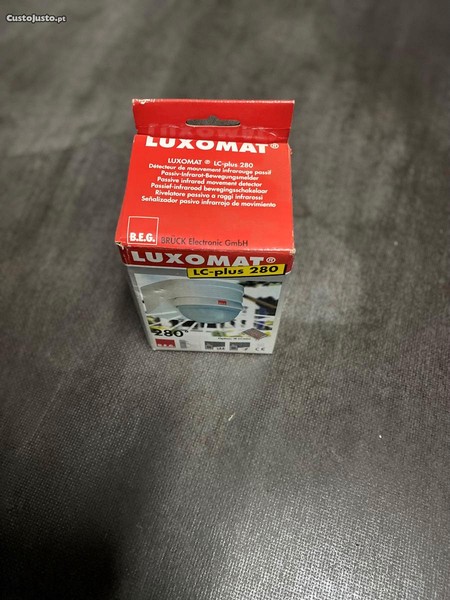 CustoJusto.pt
LUXOMAT®
LUXOMAT ® LC-plus 280
Détecteur de mouvement infrarouge passif
Passiv-Infrarot-Bewegungsmelder
Passive infrared movement detector
Passief-infrarood bewegingsschakelaar
Rivelatore passivo a raggi infrarossi
Señalizador pasivo infrarrojo de movimiento
B.E.G. BRÜCK Electronic GmbH
LUXOMAT®
LC-plus 280
280°
B.E.G.